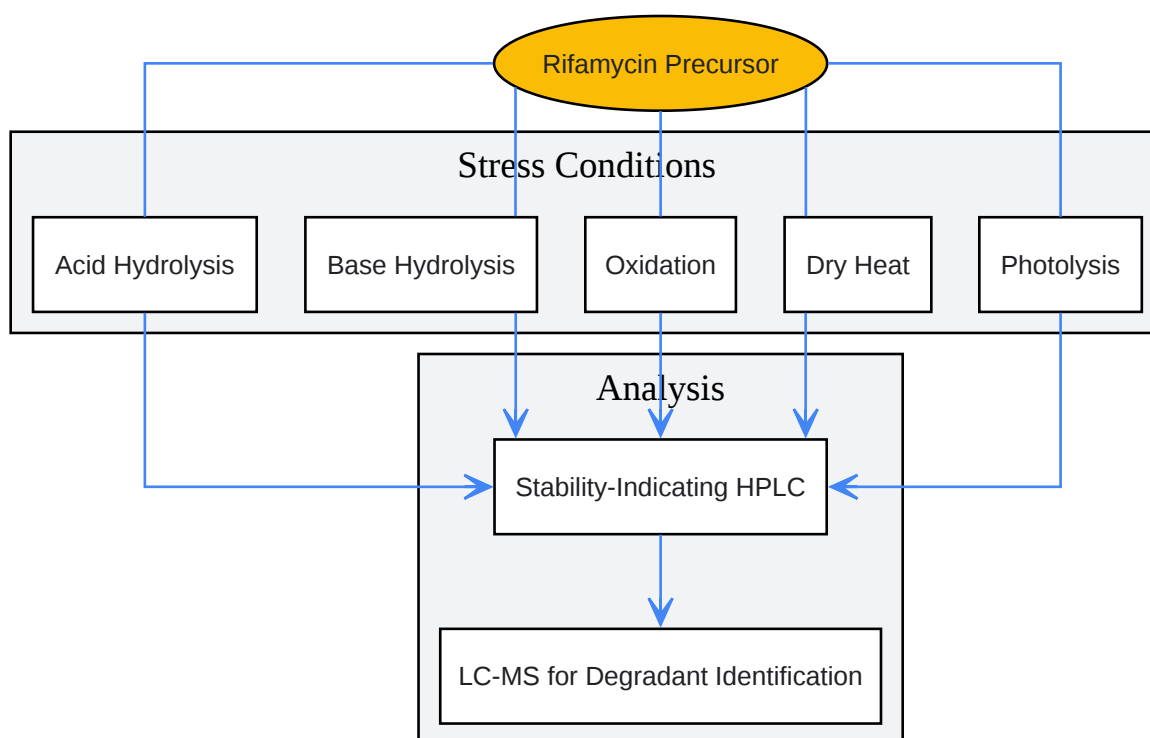 Rifamycin Precursor
Stress Conditions
Acid Hydrolysis
Base Hydrolysis
Oxidation
Dry Heat
Photolysis
Analysis
Stability-Indicating HPLC
LC-MS for Degradant Identification